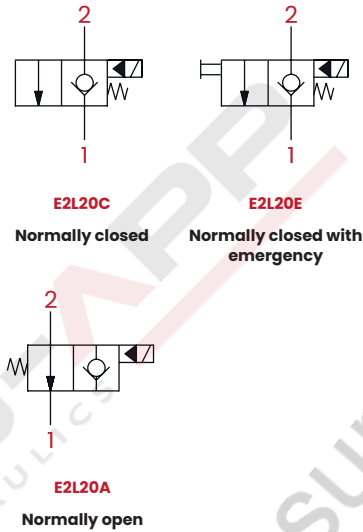 2
2
1
1
E2L20C
E2L20E
Normally closed
Normally closed with
emergency
2
1
E2L20A
Normally open